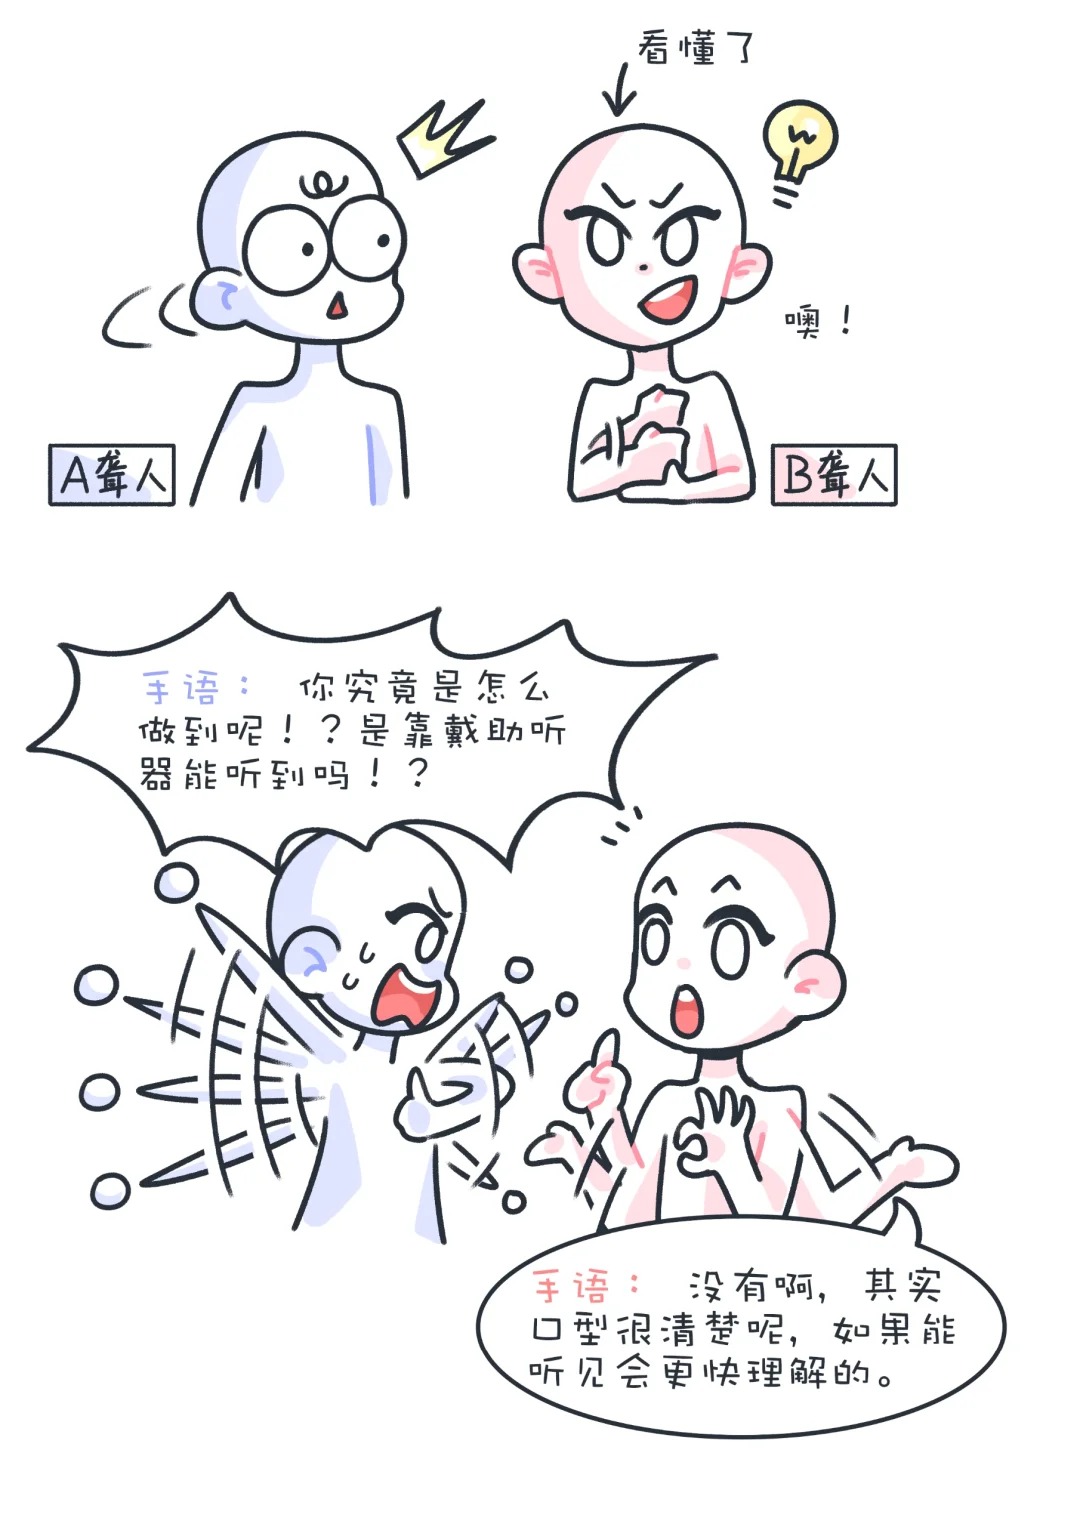 看懂了
噢！
A聋人
B聋人
手语： 你究竟是怎么
做到呢！？是靠戴助听
器能听到吗！？
手语： 没有啊，其实
口型很清楚呢，如果能
听见会更快理解的。